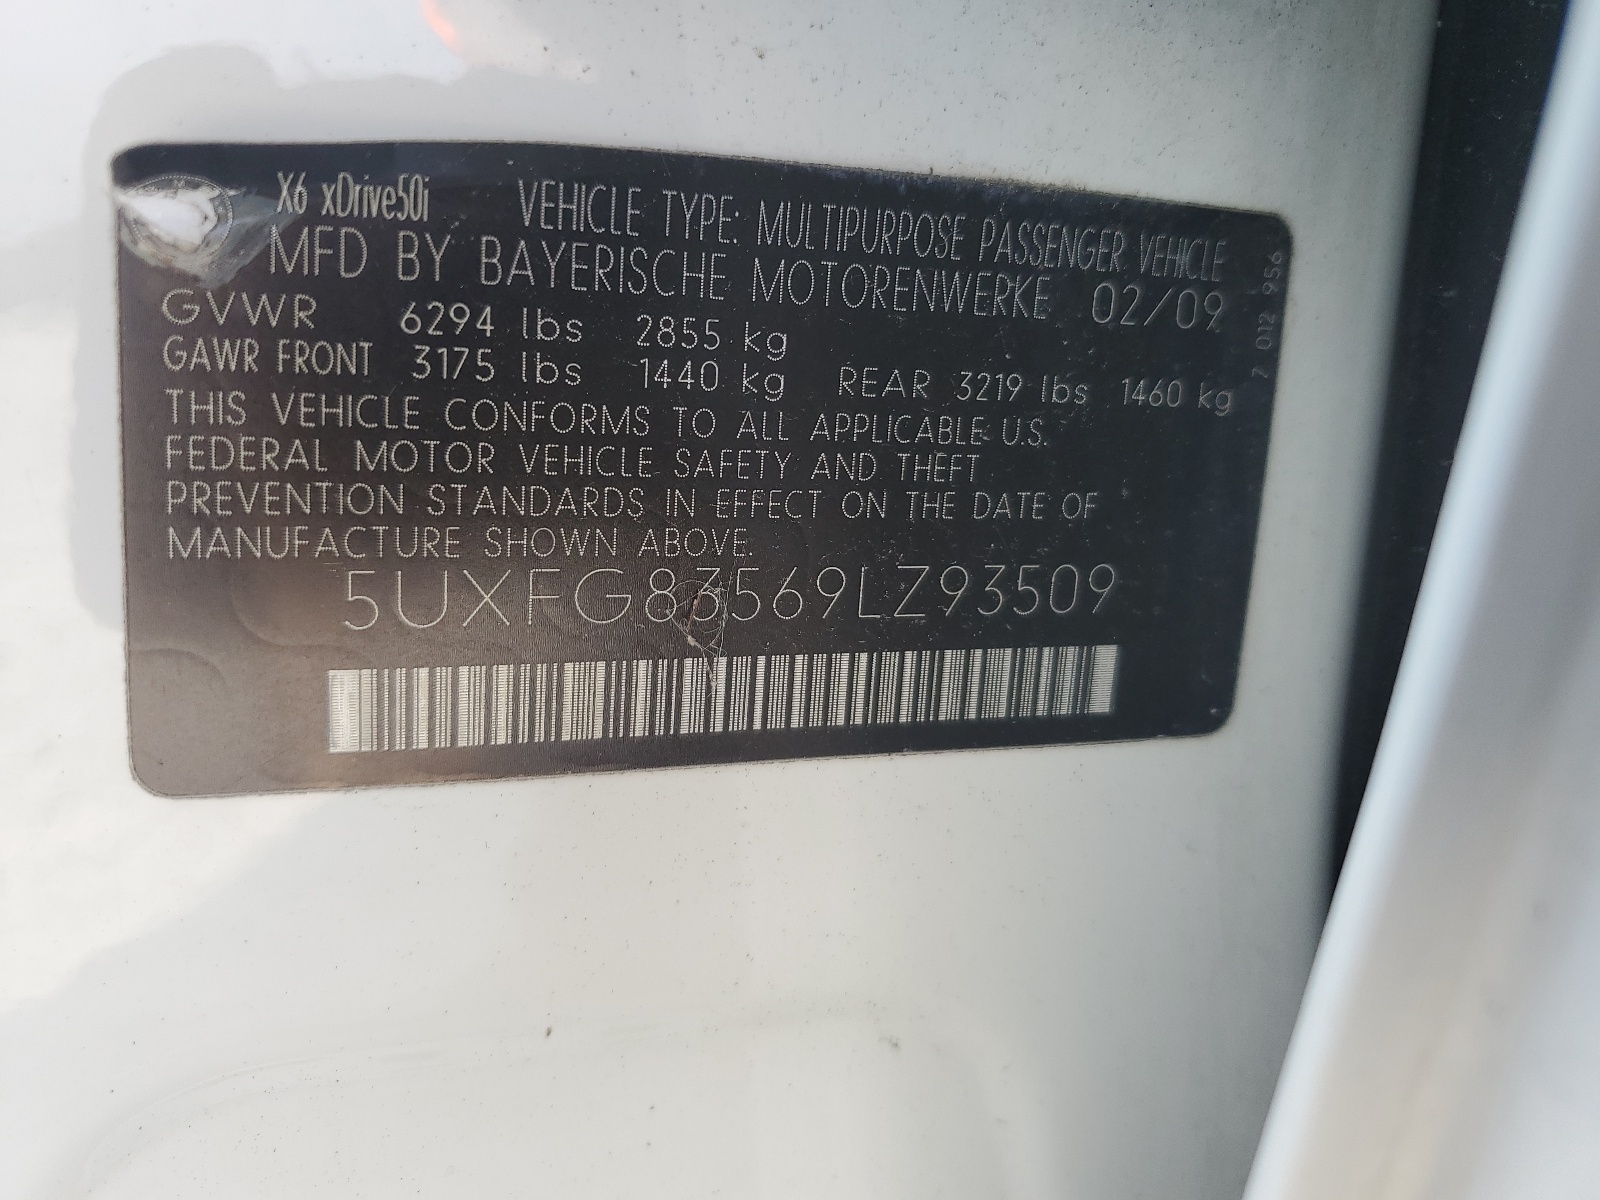 X6 xDrive50i VEHICLE TYPE: MULTIPURPOSE PASSENGER VEHICLE
MFD BY BAYERISCHE MOTORENWERKE 02/09
GVWR 6294 lbs 2855 kg
GAWR FRONT 3175 lbs 1440 kg REAR 3219 lbs 1460 kg
THIS VEHICLE CONFORMS TO ALL APPLICABLE U.S.
FEDERAL MOTOR VEHICLE SAFETY AND THEFT
PREVENTION STANDARDS IN EFFECT ON THE DATE OF
MANUFACTURE SHOWN ABOVE.
5UXFG83569LZ93509
7 012 956